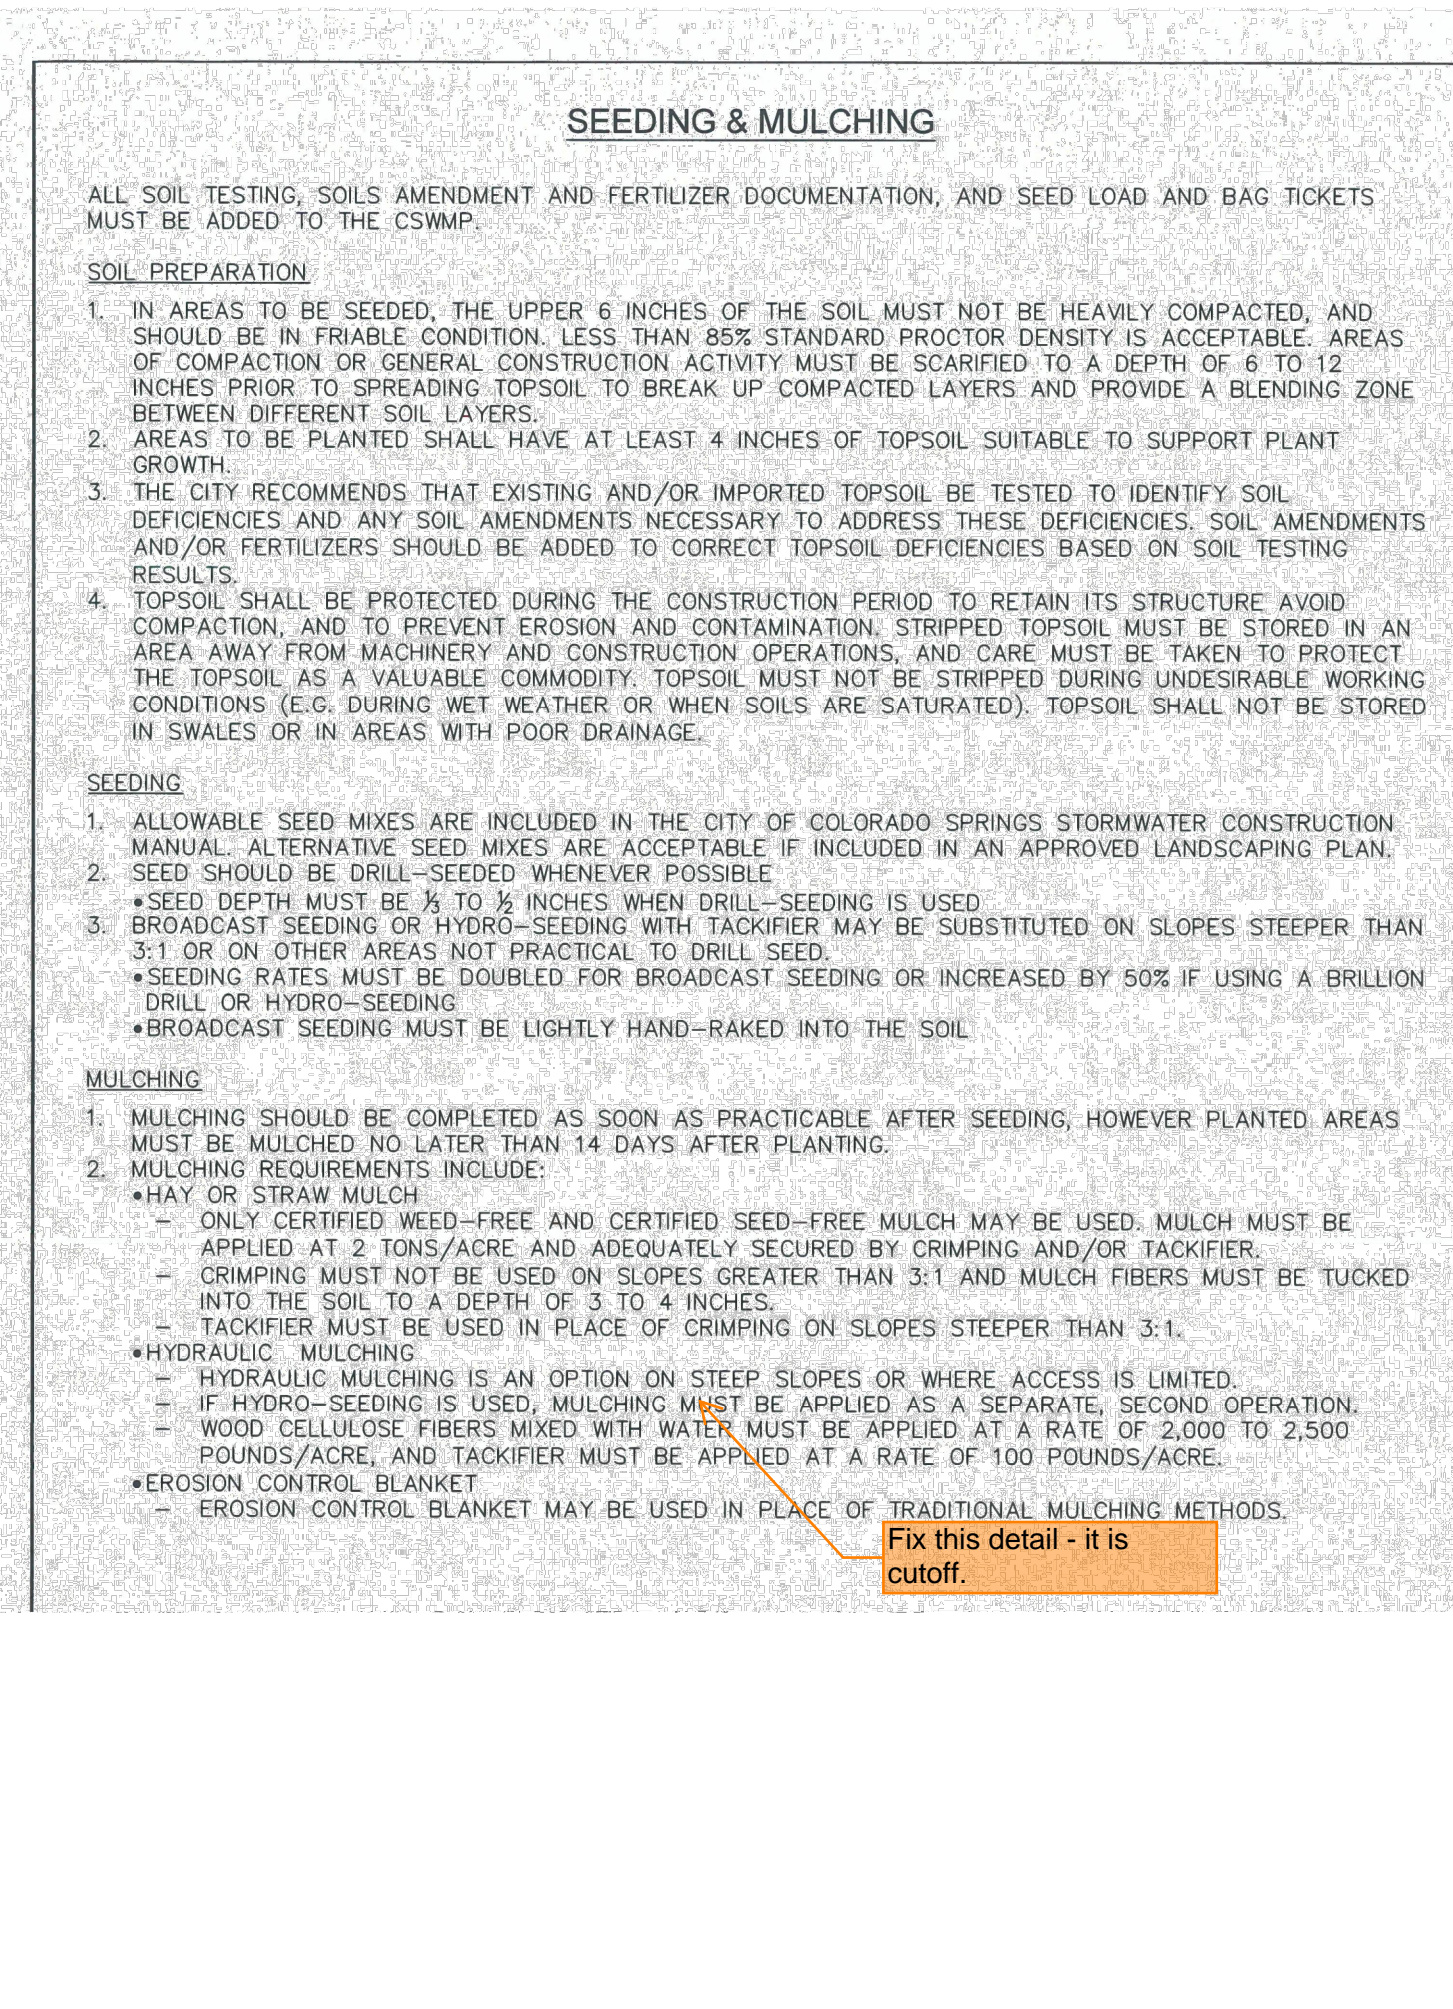 SEEDING & MULCHING
ALL SOIL TESTING, SOILS AMENDMENT AND FERTILIZER DOCUMENTATION, AND SEED LOAD AND BAG TICKETS
MUST BE ADDED TO THE CSWMP.
SOIL PREPARATION
1. IN AREAS TO BE SEEDED, THE UPPER 6 INCHES OF THE SOIL MUST NOT BE HEAVILY COMPACTED, AND
SHOULD BE IN FRIABLE CONDITION. LESS THAN 85% STANDARD PROCTOR DENSITY IS ACCEPTABLE. AREAS
OF COMPACTION OR GENERAL CONSTRUCTION ACTIVITY MUST BE SCARIFIED TO A DEPTH OF 6 TO 12
INCHES PRIOR TO SPREADING TOPSOIL TO BREAK UP COMPACTED LAYERS AND PROVIDE A BLENDING ZONE
BETWEEN DIFFERENT SOIL LAYERS.
2. AREAS TO BE PLANTED SHALL HAVE AT LEAST 4 INCHES OF TOPSOIL SUITABLE TO SUPPORT PLANT
GROWTH.
3. THE CITY RECOMMENDS THAT EXISTING AND/OR IMPORTED TOPSOIL BE TESTED TO IDENTIFY SOIL
DEFICIENCIES AND ANY SOIL AMENDMENTS NECESSARY TO ADDRESS THESE DEFICIENCIES. SOIL AMENDMENTS
AND/OR FERTILIZERS SHOULD BE ADDED TO CORRECT TOPSOIL DEFICIENCIES BASED ON SOIL TESTING
RESULTS.
4. TOPSOIL SHALL BE PROTECTED DURING THE CONSTRUCTION PERIOD TO RETAIN ITS STRUCTURE AVOID
COMPACTION, AND TO PREVENT EROSION AND CONTAMINATION. STRIPPED TOPSOIL MUST BE STORED IN AN
AREA AWAY FROM MACHINERY AND CONSTRUCTION OPERATIONS, AND CARE MUST BE TAKEN TO PROTECT
THE TOPSOIL AS A VALUABLE COMMODITY. TOPSOIL MUST NOT BE STRIPPED DURING UNDESIRABLE WORKING
CONDITIONS (E.G. DURING WET WEATHER OR WHEN SOILS ARE SATURATED). TOPSOIL SHALL NOT BE STORED
IN SWALES OR IN AREAS WITH POOR DRAINAGE.
SEEDING
1. ALLOWABLE SEED MIXES ARE INCLUDED IN THE CITY OF COLORADO SPRINGS STORMWATER CONSTRUCTION
MANUAL. ALTERNATIVE SEED MIXES ARE ACCEPTABLE IF INCLUDED IN AN APPROVED LANDSCAPING PLAN.
2. SEED SHOULD BE DRILL-SEEDED WHENEVER POSSIBLE
•SEED DEPTH MUST BE ⅓ TO ½ INCHES WHEN DRILL-SEEDING IS USED
3. BROADCAST SEEDING OR HYDRO-SEEDING WITH TACKIFIER MAY BE SUBSTITUTED ON SLOPES STEEPER THAN
3:1 OR ON OTHER AREAS NOT PRACTICAL TO DRILL SEED.
•SEEDING RATES MUST BE DOUBLED FOR BROADCAST SEEDING OR INCREASED BY 50% IF USING A BRILLION
DRILL OR HYDRO-SEEDING
•BROADCAST SEEDING MUST BE LIGHTLY HAND-RAKED INTO THE SOIL
MULCHING
1. MULCHING SHOULD BE COMPLETED AS SOON AS PRACTICABLE AFTER SEEDING, HOWEVER PLANTED AREAS
MUST BE MULCHED NO LATER THAN 14 DAYS AFTER PLANTING.
2. MULCHING REQUIREMENTS INCLUDE:
•HAY OR STRAW MULCH
- ONLY CERTIFIED WEED-FREE AND CERTIFIED SEED-FREE MULCH MAY BE USED. MULCH MUST BE
APPLIED AT 2 TONS/ACRE AND ADEQUATELY SECURED BY CRIMPING AND/OR TACKIFIER.
- CRIMPING MUST NOT BE USED ON SLOPES GREATER THAN 3:1 AND MULCH FIBERS MUST BE TUCKED
INTO THE SOIL TO A DEPTH OF 3 TO 4 INCHES.
- TACKIFIER MUST BE USED IN PLACE OF CRIMPING ON SLOPES STEEPER THAN 3:1.
•HYDRAULIC MULCHING
- HYDRAULIC MULCHING IS AN OPTION ON STEEP SLOPES OR WHERE ACCESS IS LIMITED.
- IF HYDRO-SEEDING IS USED, MULCHING MUST BE APPLIED AS A SEPARATE, SECOND OPERATION.
- WOOD CELLULOSE FIBERS MIXED WITH WATER MUST BE APPLIED AT A RATE OF 2,000 TO 2,500
POUNDS/ACRE, AND TACKIFIER MUST BE APPLIED AT A RATE OF 100 POUNDS/ACRE.
•EROSION CONTROL BLANKET
- EROSION CONTROL BLANKET MAY BE USED IN PLACE OF TRADITIONAL MULCHING METHODS.
Fix this detail - it is
cutoff.